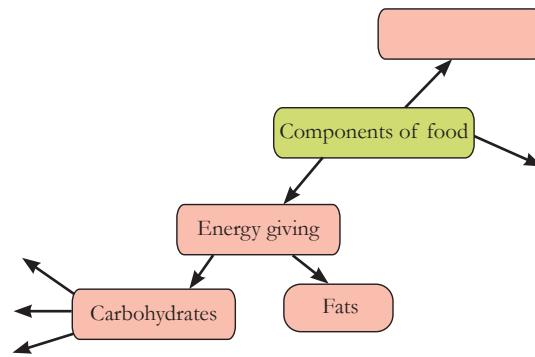 Components of food
Energy giving
Carbohydrates
Fats